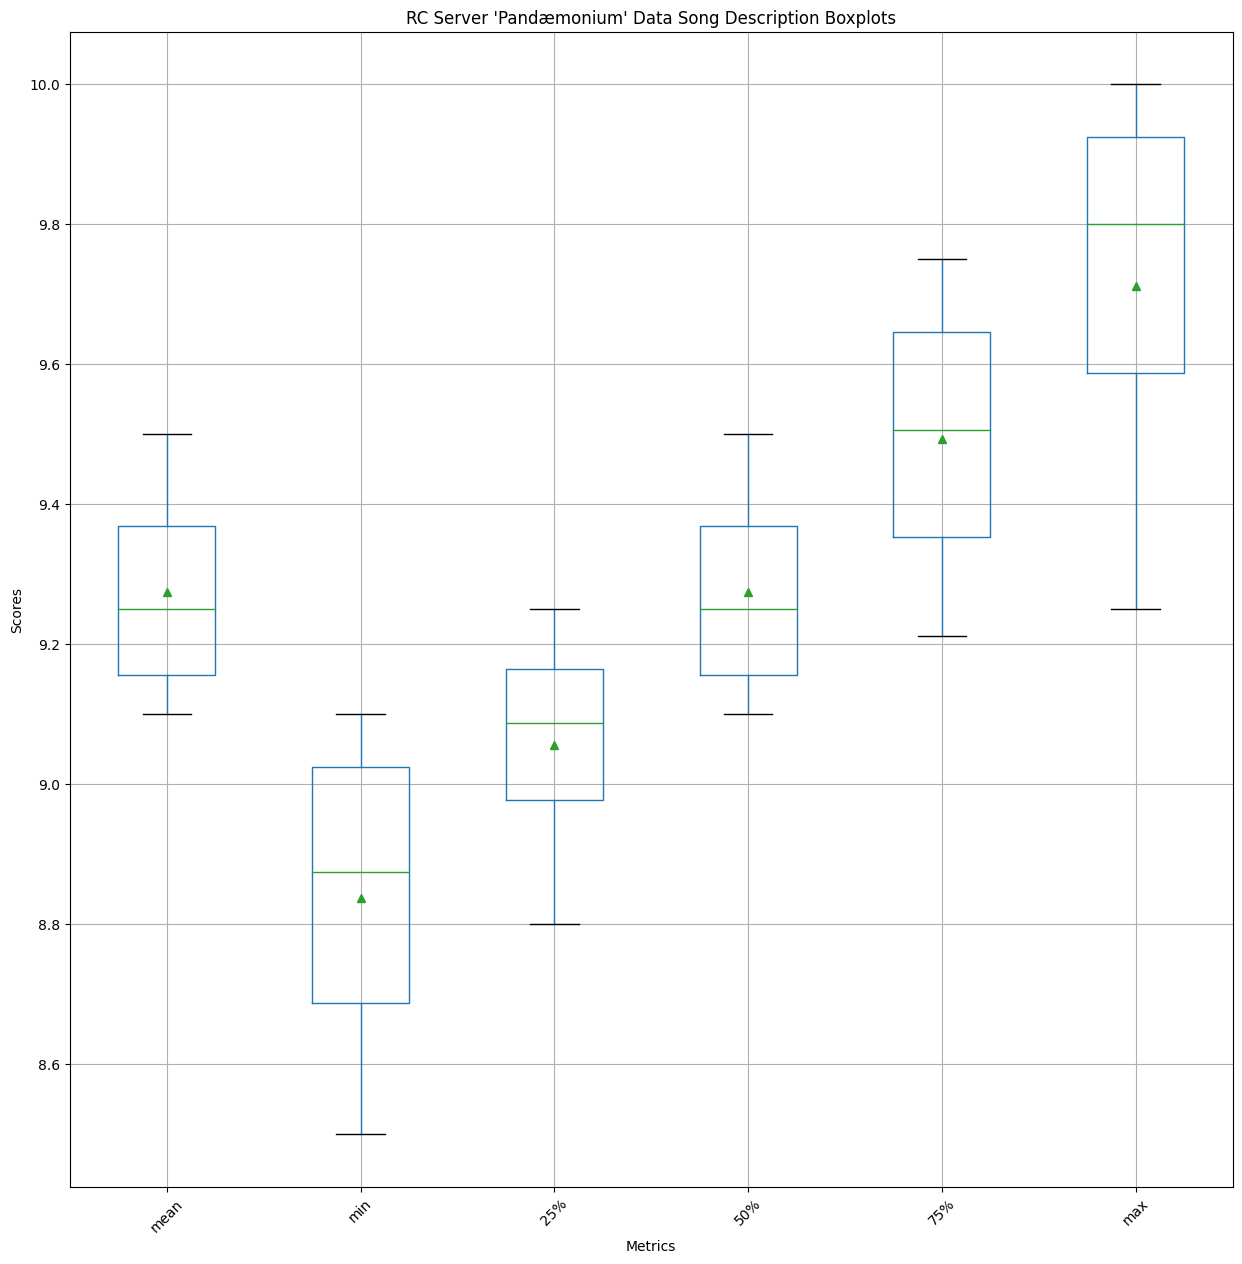 RC Server 'Pandæmonium' Data Song Description Boxplots
10.0
9.8
9.6
9.4
9.2
9.0
8.8
8.6
Scores
mean
min
25%
50%
75%
max
Metrics